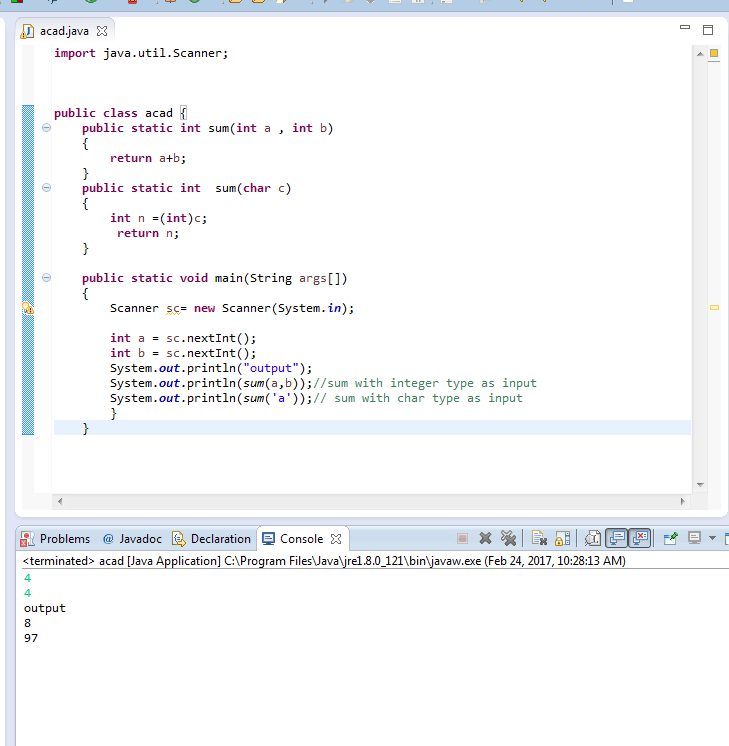 acad.java
import java.util.Scanner;
public class acad {
public static int sum(int a , int b)
{
return a+b;
}
public static int  sum(char c)
{
int n =(int)c;
return n;
}
public static void main(String args[])
{
Scanner sc= new Scanner(System.in);
int a = sc.nextInt();
int b = sc.nextInt();
System.out.println("output");
System.out.println(sum(a,b));//sum with integer type as input
System.out.println(sum('a'));// sum with char type as input
}
}
Problems @ Javadoc Declaration Console
<terminated> acad [Java Application] C:\Program Files\Java\jre1.8.0_121\bin\javaw.exe (Feb 24, 2017, 10:28:13 AM)
4
4
output
8
97